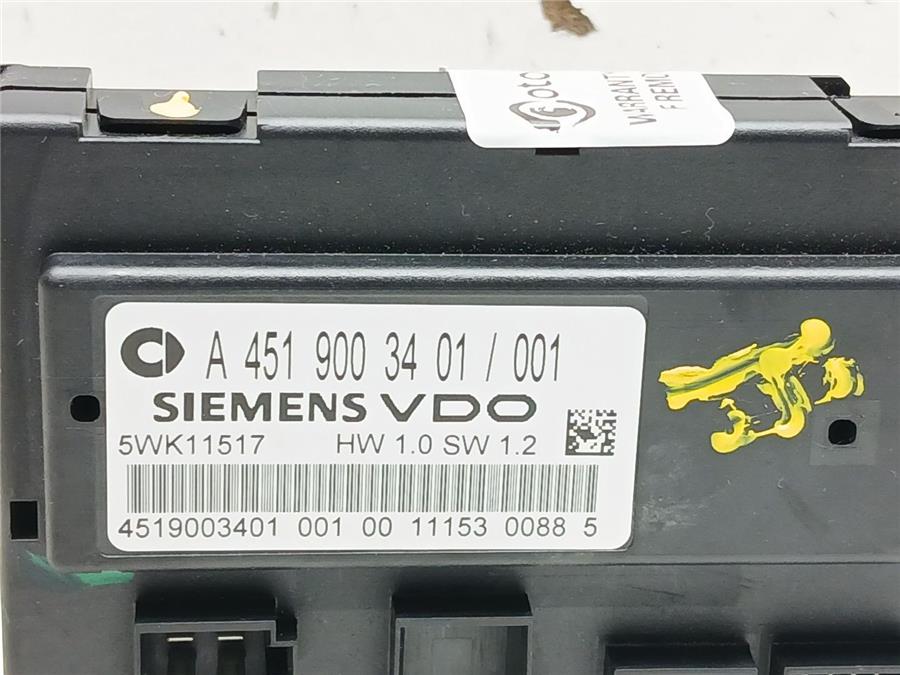 WARRANTY
A 451 900 34 01 / 001
SIEMENS VDO
5WK11517 HW 1.0 SW 1.2
4519003401 001 00 11153 0088 5